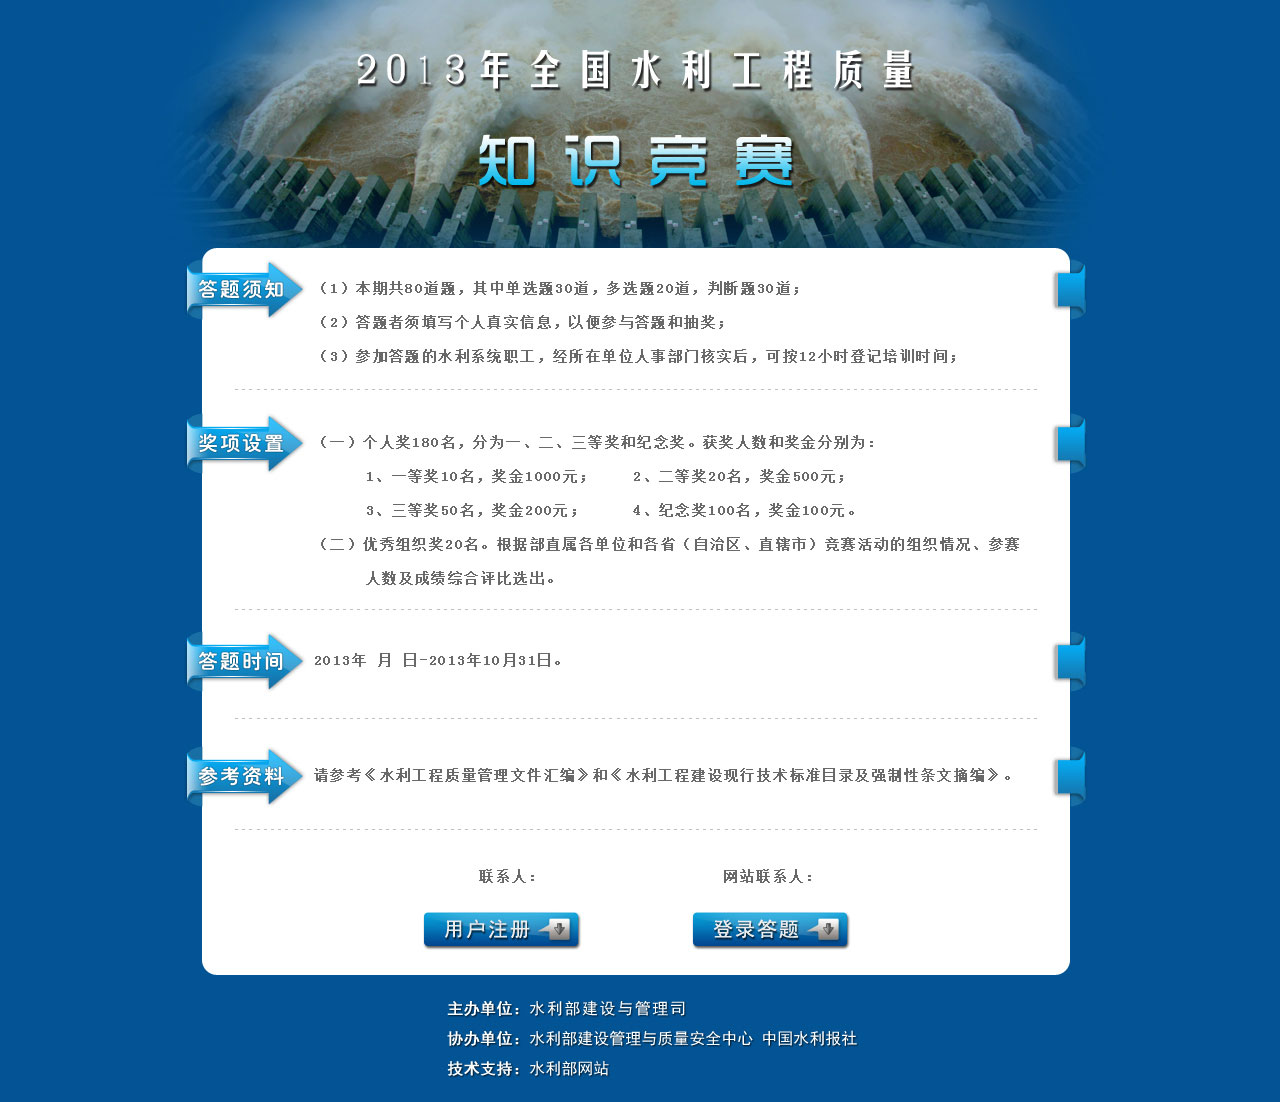 2013年全国水利工程质量
知识竞赛
答题须知
（1）本期共80道题，其中单选题30道，多选题20道，判断题30道；
（2）答题者须填写个人真实信息，以便参与答题和抽奖；
（3）参加答题的水利系统职工，经所在单位人事部门核实后，可按12小时登记培训时间；
奖项设置
（一）个人奖180名，分为一、二、三等奖和纪念奖。获奖人数和奖金分别为：
1、一等奖10名，奖金1000元； 2、二等奖20名，奖金500元；
3、三等奖50名，奖金200元； 4、纪念奖100名，奖金100元。
（二）优秀组织奖20名。根据部直属各单位和各省（自治区、直辖市）竞赛活动的组织情况、参赛
人数及成绩综合评比选出。
答题时间
2013年 月 日-2013年10月31日。
参考资料
请参考《水利工程质量管理文件汇编》和《水利工程建设现行技术标准目录及强制性条文摘编》。
联系人： 网站联系人：
用户注册 登录答题
主办单位：水利部建设与管理司
协办单位：水利部建设管理与质量安全中心 中国水利报社
技术支持：水利部网站